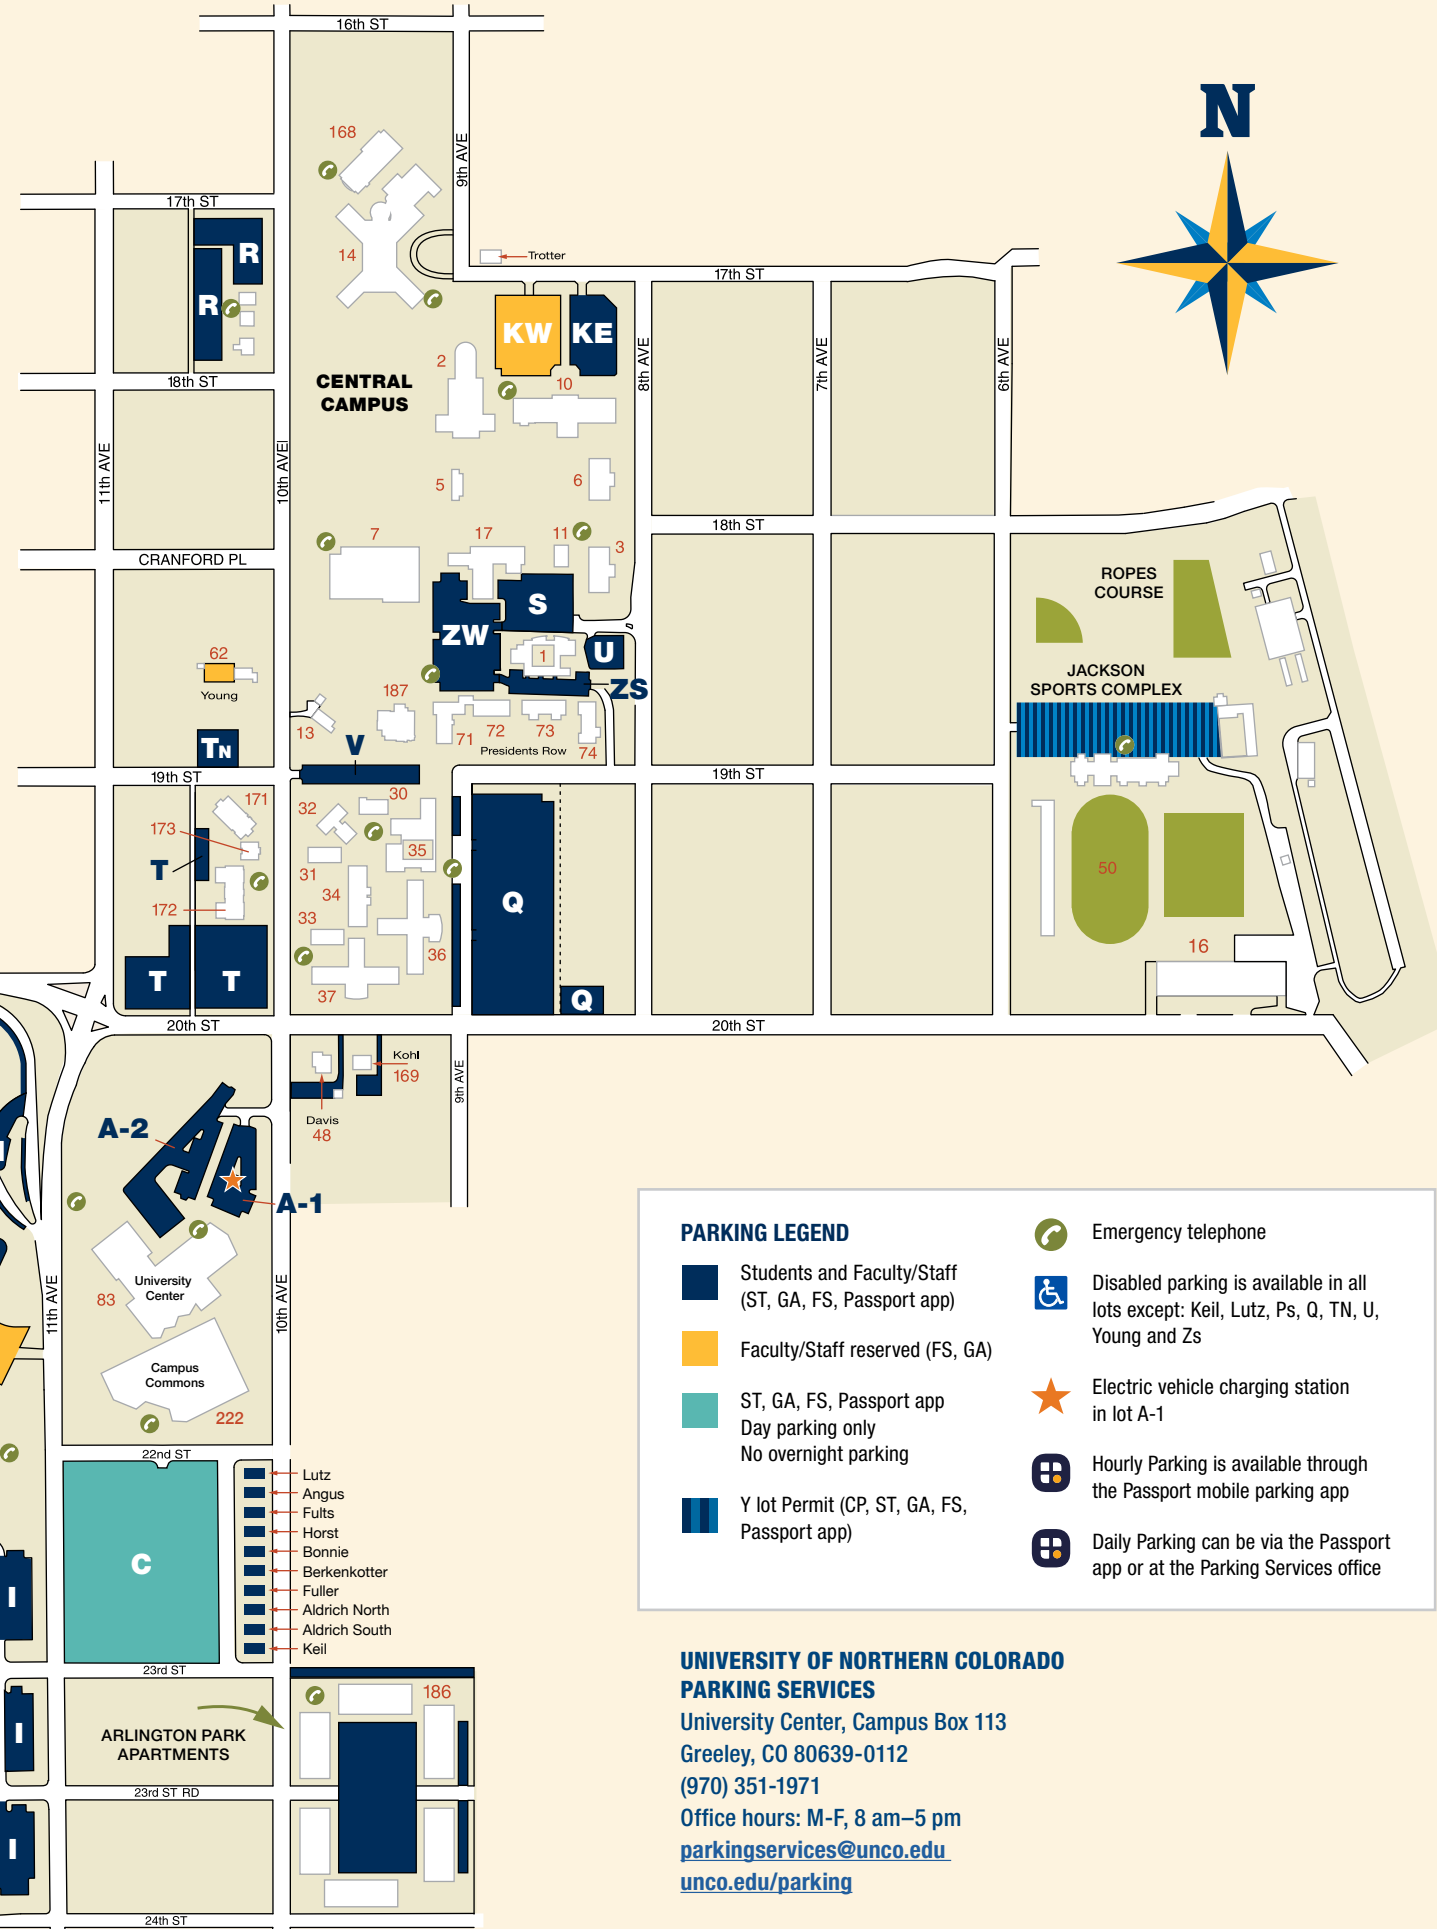 16th ST
N
168
9th AVE
17th ST
R
14
Trotter
17th ST
R
KW
KE
2
8th AVE
7th AVE
6th AVE
18th ST
CENTRAL
CAMPUS
10
11th AVE
10th AVE
5
6
18th ST
7
17
11
3
CRANFORD PL
ROPES
COURSE
S
ZW
62
1
U
JACKSON
SPORTS COMPLEX
Young
187
ZS
13
71
72
73
74
TN
V
Presidents Row
19th ST
19th ST
30
171
32
173
T
35
31
50
34
Q
172
33
36
16
T
T
37
Q
20th ST
20th ST
Kohl
169
9th AVE
Davis
48
A-2
A-1
University
Center
83
11th AVE
10th AVE
Campus
Commons
222
22nd ST
Lutz
Angus
Fults
Horst
Bonnie
Berkenkotter
Fuller
Aldrich North
Aldrich South
Keil
C
I
23rd ST
186
I
ARLINGTON PARK
APARTMENTS
23rd ST RD
I
24th ST
PARKING LEGEND
Students and Faculty/Staff
(ST, GA, FS, Passport app)
Faculty/Staff reserved (FS, GA)
ST, GA, FS, Passport app
Day parking only
No overnight parking
Y lot Permit (CP, ST, GA, FS,
Passport app)
Emergency telephone
Disabled parking is available in all
lots except: Keil, Lutz, Ps, Q, TN, U,
Young and Zs
Electric vehicle charging station
in lot A-1
Hourly Parking is available through
the Passport mobile parking app
Daily Parking can be via the Passport
app or at the Parking Services office
UNIVERSITY OF NORTHERN COLORADO
PARKING SERVICES
University Center, Campus Box 113
Greeley, CO 80639-0112
(970) 351-1971
Office hours: M-F, 8 am–5 pm
parkingservices@unco.edu
unco.edu/parking